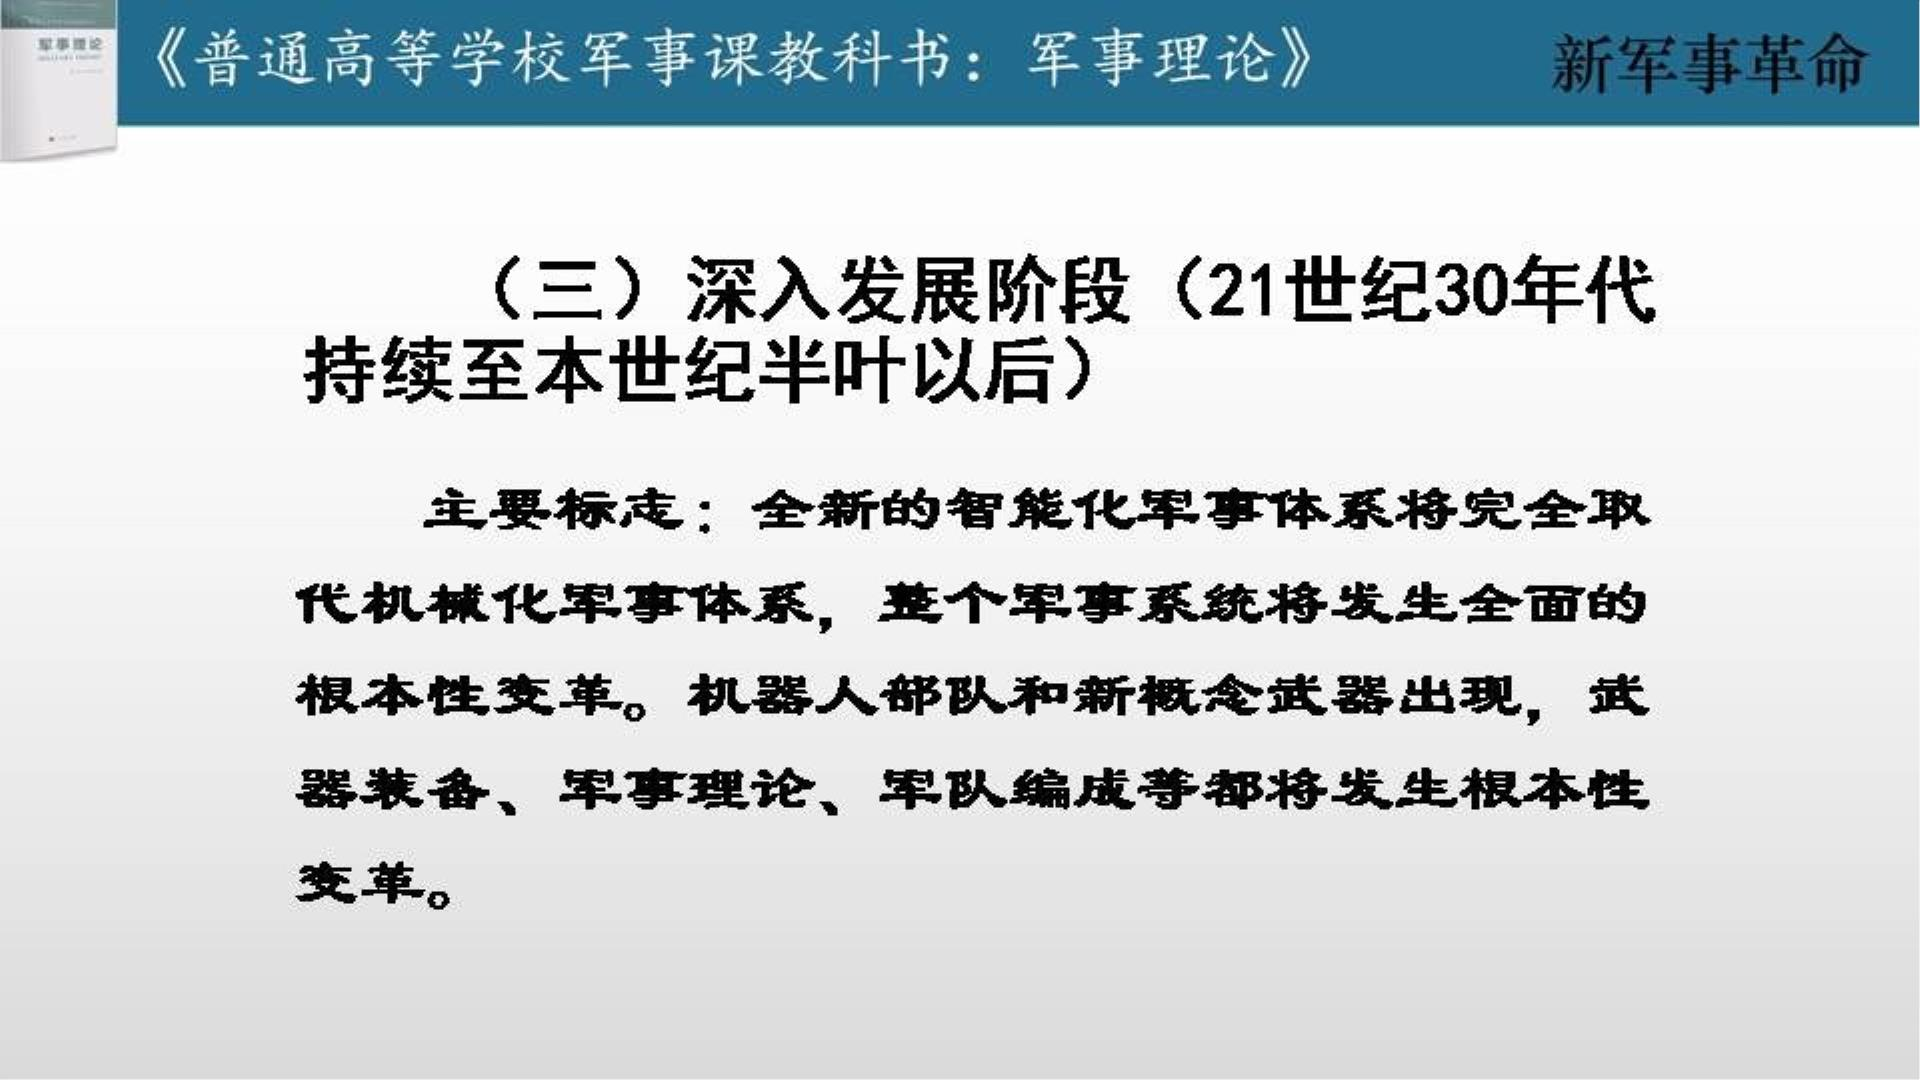 军事理论
《普通高等学校军事课教科书：军事理论》
新军事革命
（三）深入发展阶段（21世纪30年代
持续至本世纪半叶以后）
主要标志：全新的智能化军事体系将完全取
代机械化军事体系，整个军事系统将发生全面的
根本性变革。机器人部队和新概念武器出现，武
器装备、军事理论、军队编成等都将发生根本性
变革。